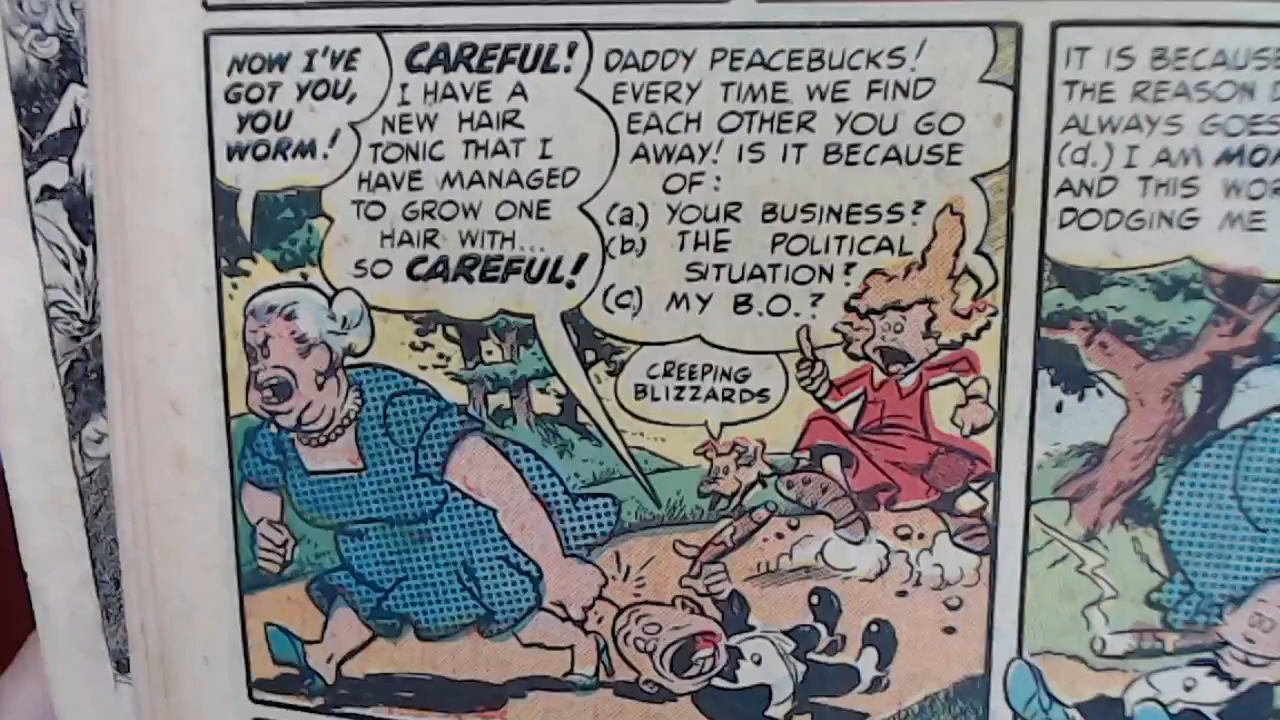 NOW I'VE
GOT YOU,
YOU
WORM!
CAREFUL!
I HAVE A
NEW HAIR
TONIC THAT I
HAVE MANAGED
TO GROW ONE
HAIR WITH...
SO CAREFUL!
DADDY PEACEBUCKS!
EVERY TIME WE FIND
EACH OTHER YOU GO
AWAY! IS IT BECAUSE
OF:
(a.) YOUR BUSINESS?
(b.) THE POLITICAL
SITUATION?
(c.) MY B.O.?
CREEPING
BLIZZARDS
IT IS BECAUSE
THE REASON
ALWAYS GOES
(d.) I AM
AND THIS
DODGING ME